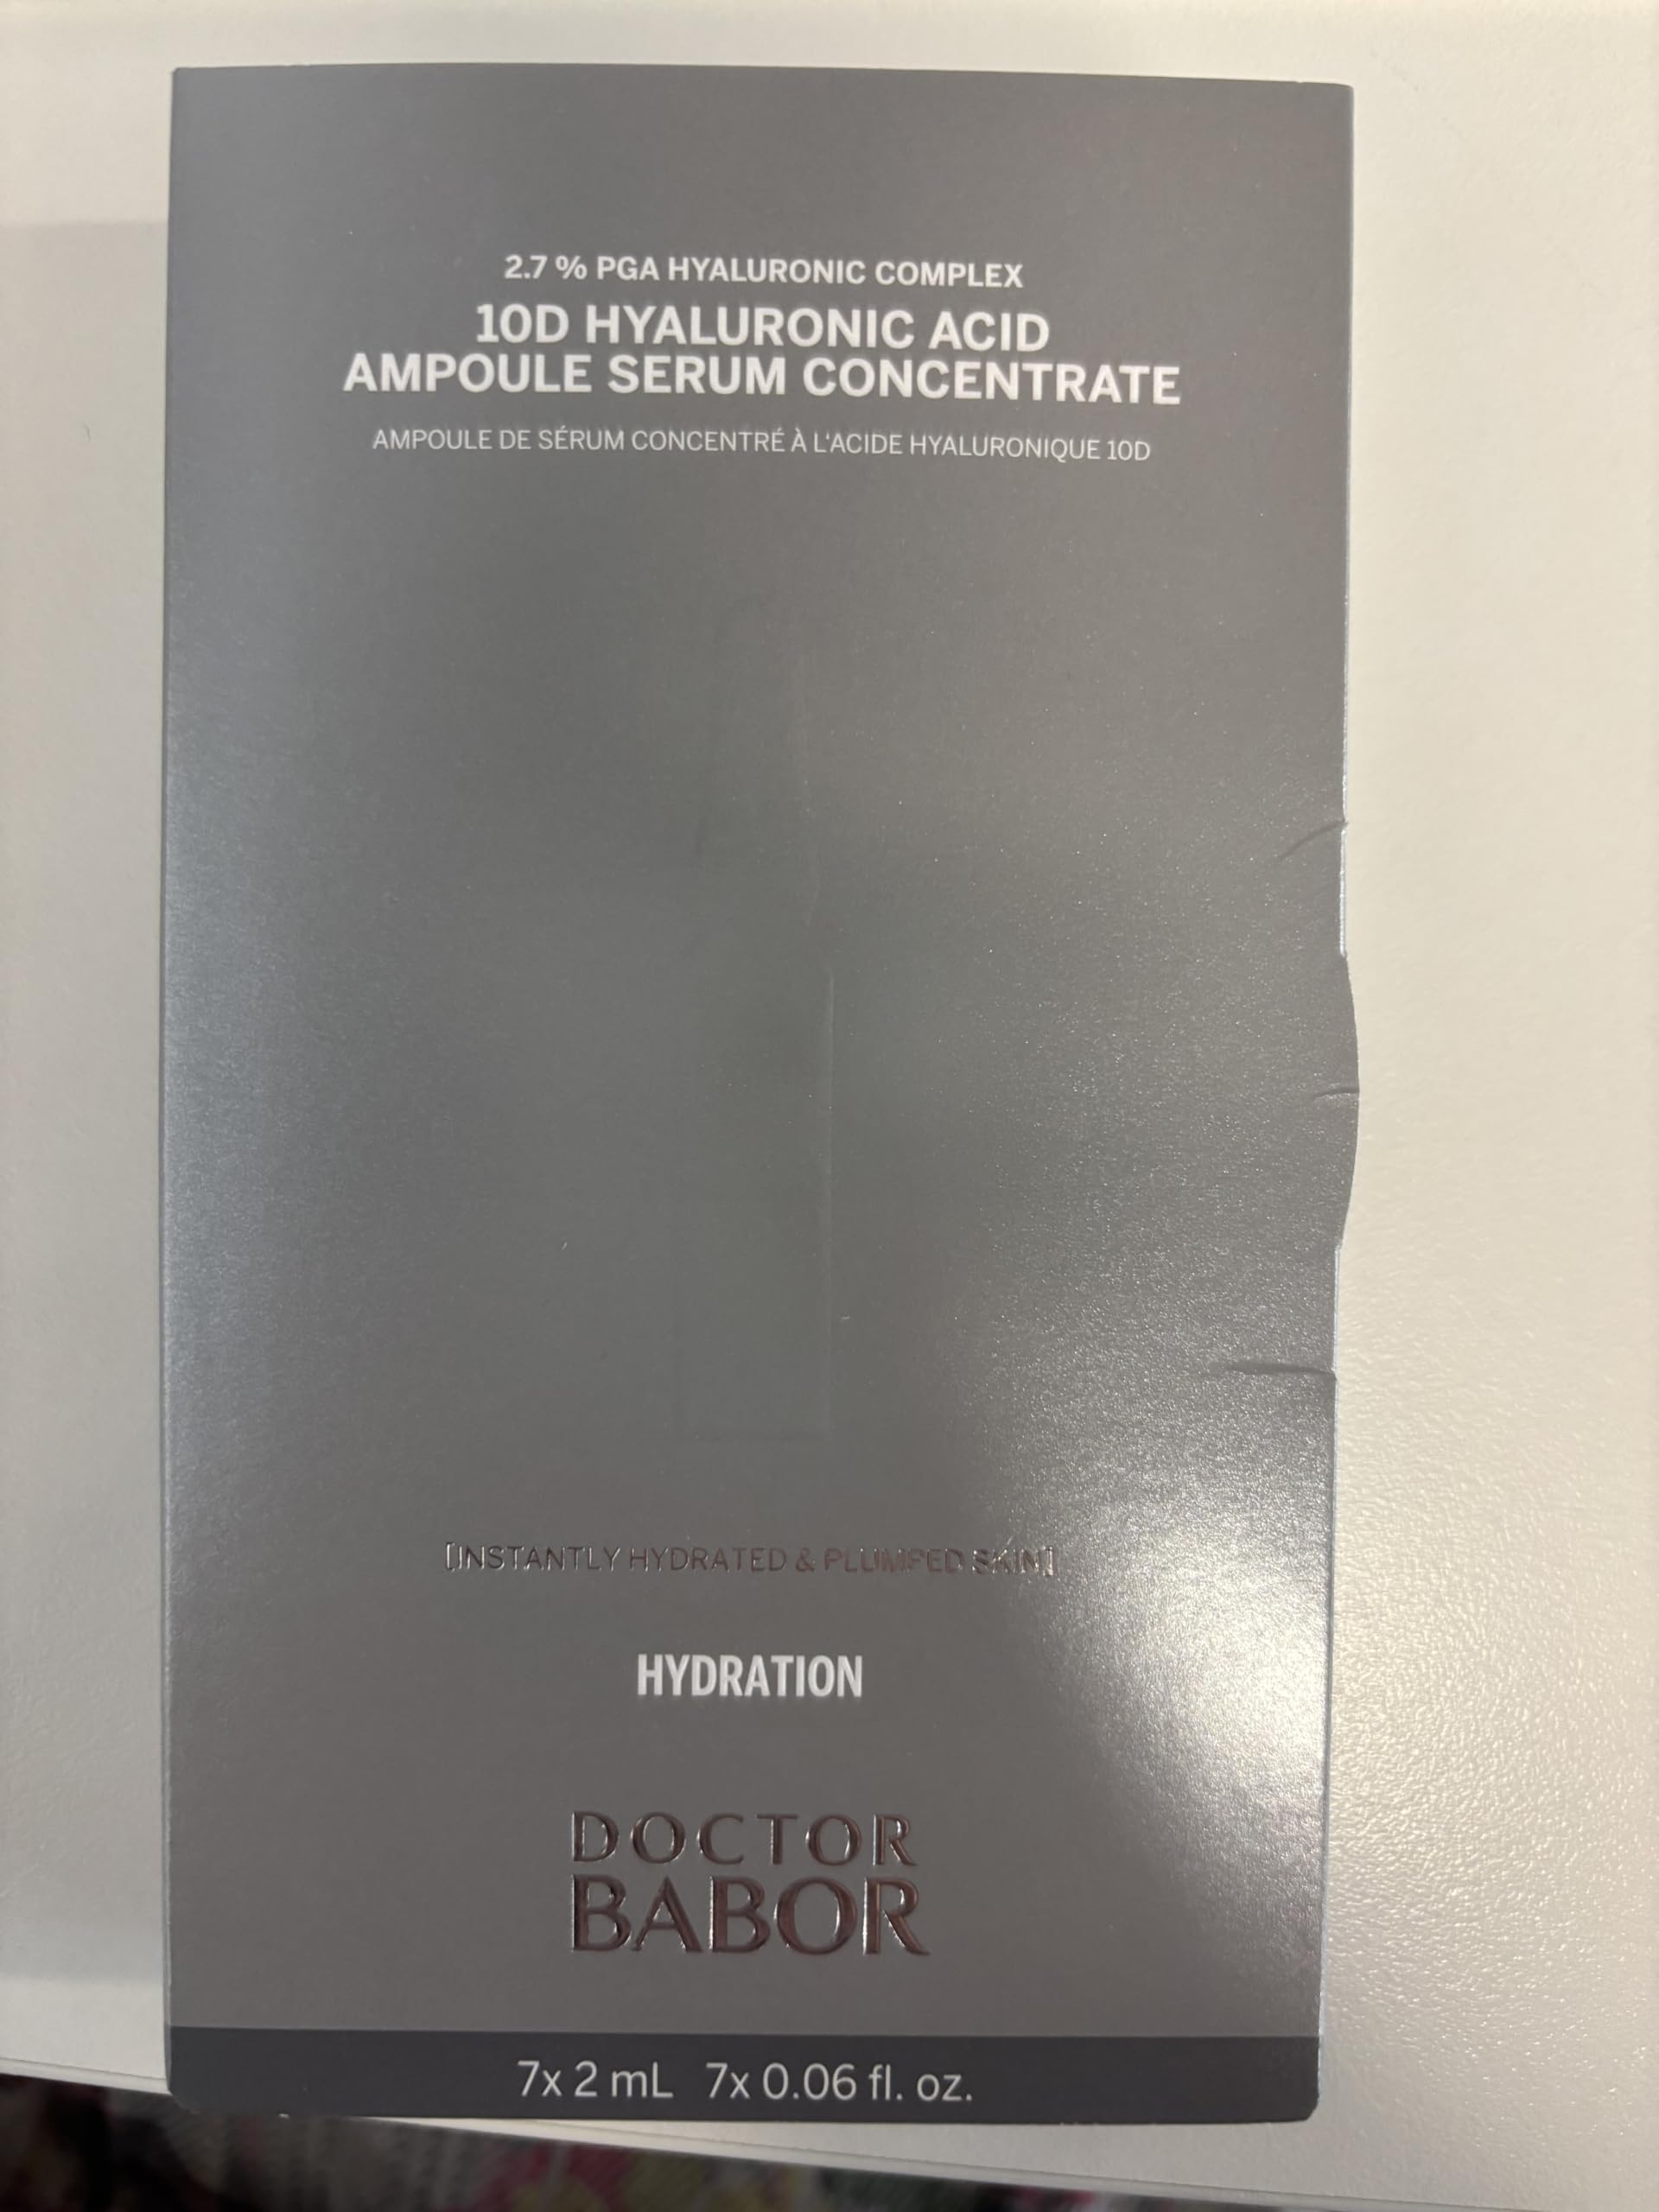 2.7 % PGA HYALURONIC COMPLEX
10D HYALURONIC ACID
AMPOULE SERUM CONCENTRATE
AMPOULE DE SÉRUM CONCENTRÉ À L'ACIDE HYALURONIQUE 10D
[INSTANTLY HYDRATED & PLUMPED SKIN]
HYDRATION
DOCTOR
BABOR
7x 2 mL 7x 0.06 fl. oz.